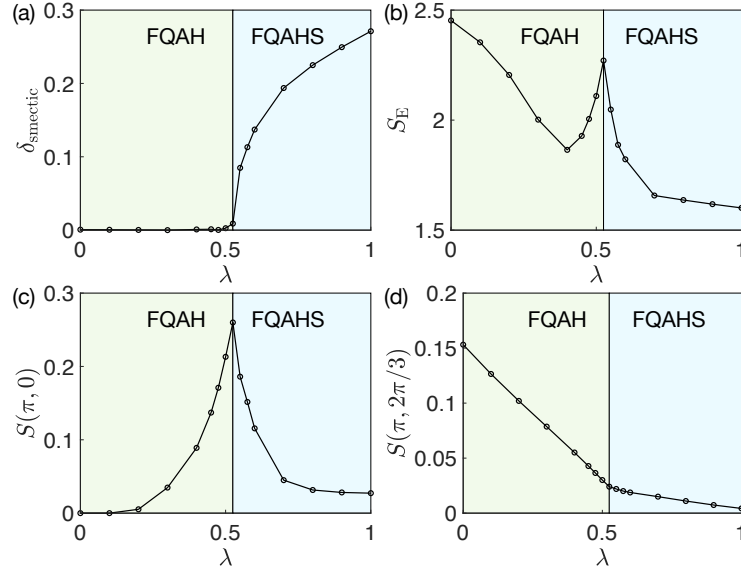 (a)
0.3
0.2
0.1
0
δsmectic
FQAH
FQAHS
0
0.5
1
λ
(b)
2.5
2
1.5
SE
FQAH
FQAHS
0
0.5
1
λ
(c)
0.3
0.2
0.1
0
S(π, 0)
FQAH
FQAHS
0
0.5
1
λ
(d)
0.2
0.15
0.1
0.05
0
S(π, 2π/3)
FQAH
FQAHS
0
0.5
1
λ